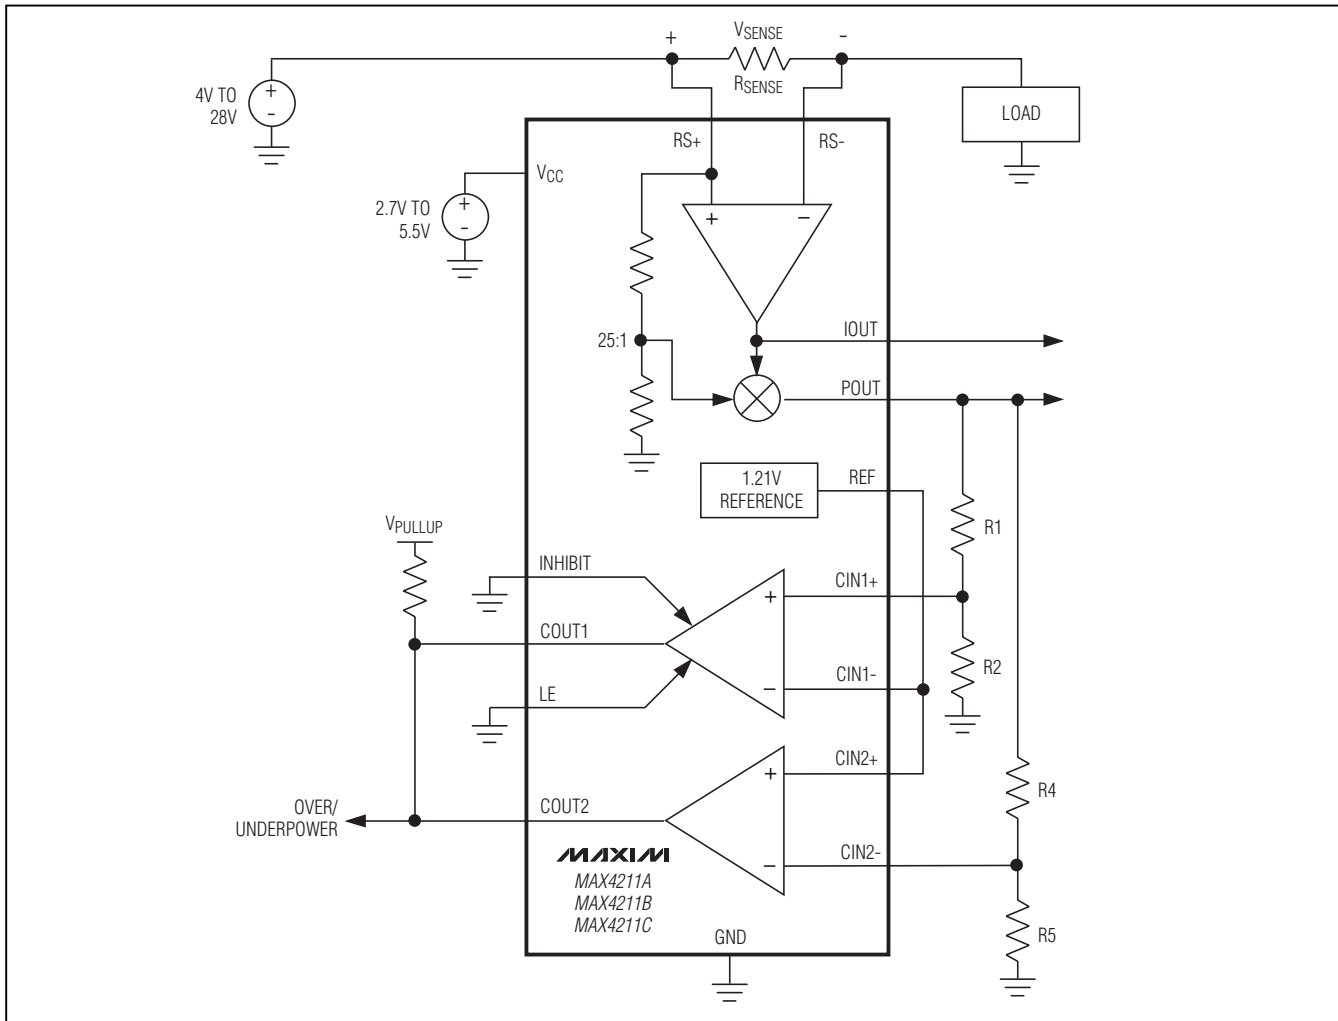 +
VSENSE
-
RSENSE
4V TO
28V
+
-
LOAD
RS+
RS-
VCC
2.7V TO
5.5V
+
-
+
−
25:1
IOUT
POUT
1.21V
REFERENCE
REF
R1
VPULLUP
INHIBIT
+
CIN1+
COUT1
R2
−
CIN1-
LE
+
CIN2+
R4
OVER/
UNDERPOWER
COUT2
−
CIN2-
MAXIM
MAX4211A
MAX4211B
MAX4211C
R5
GND